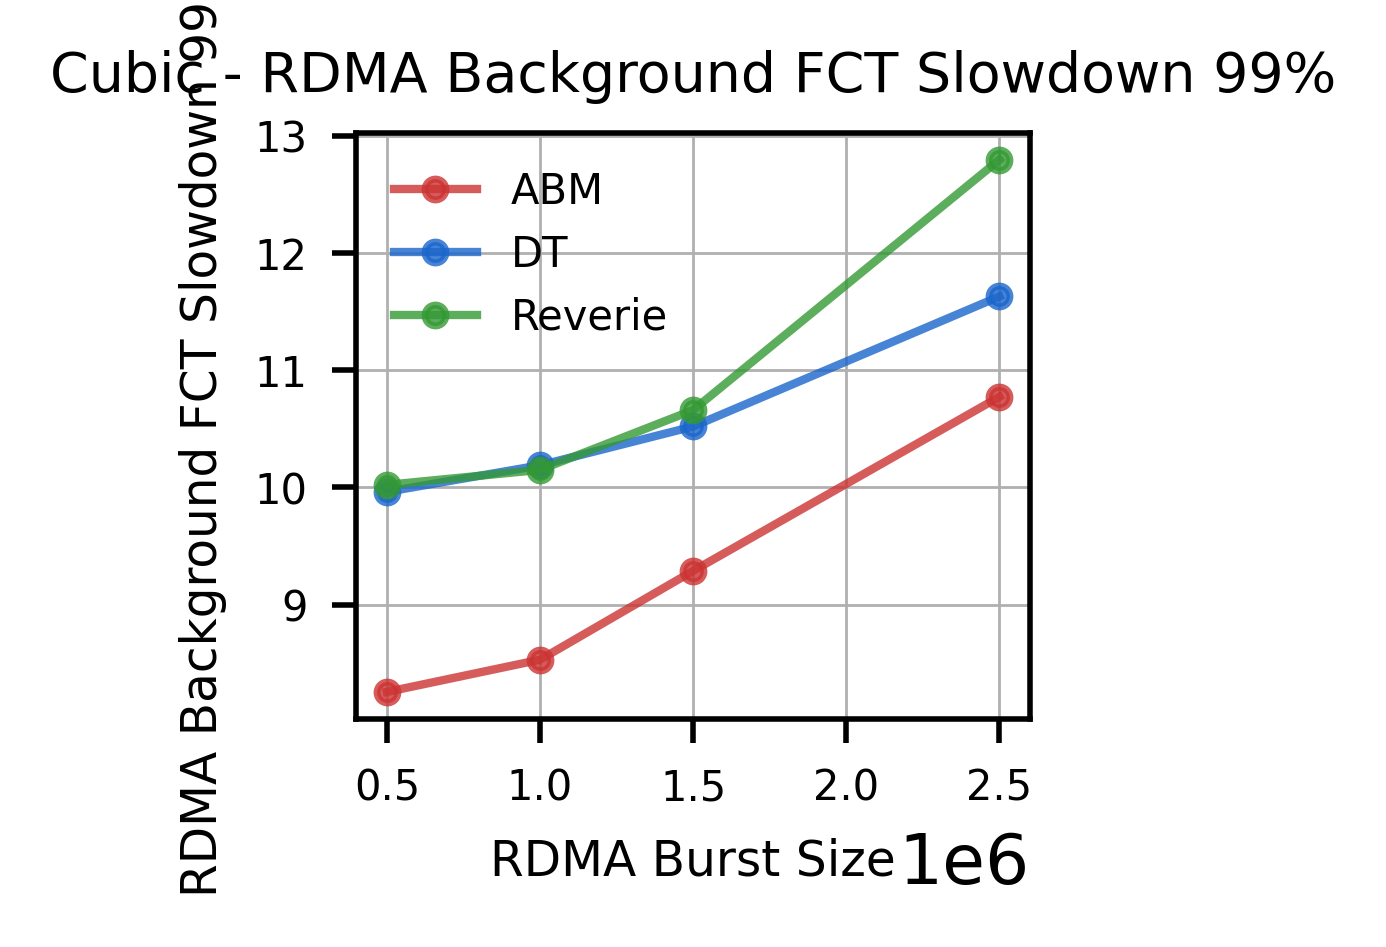 Cubic - RDMA Background FCT Slowdown 99%
RDMA Background FCT Slowdown 99
13
12
11
10
9
ABM
DT
Reverie
0.5 1.0 1.5 2.0 2.5
RDMA Burst Size 1e6